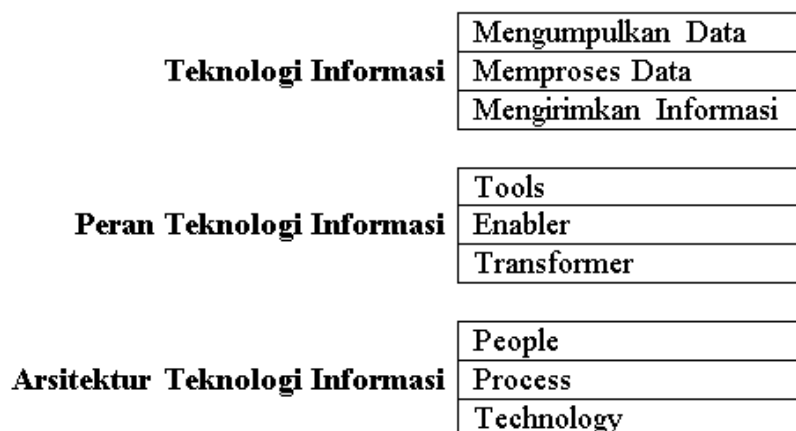 Mengumpulkan Data
Teknologi Informasi Memproses Data
Mengirimkan Informasi
Tools
Peran Teknologi Informasi Enabler
Transformer
People
Arsitektur Teknologi Informasi Process
Technology